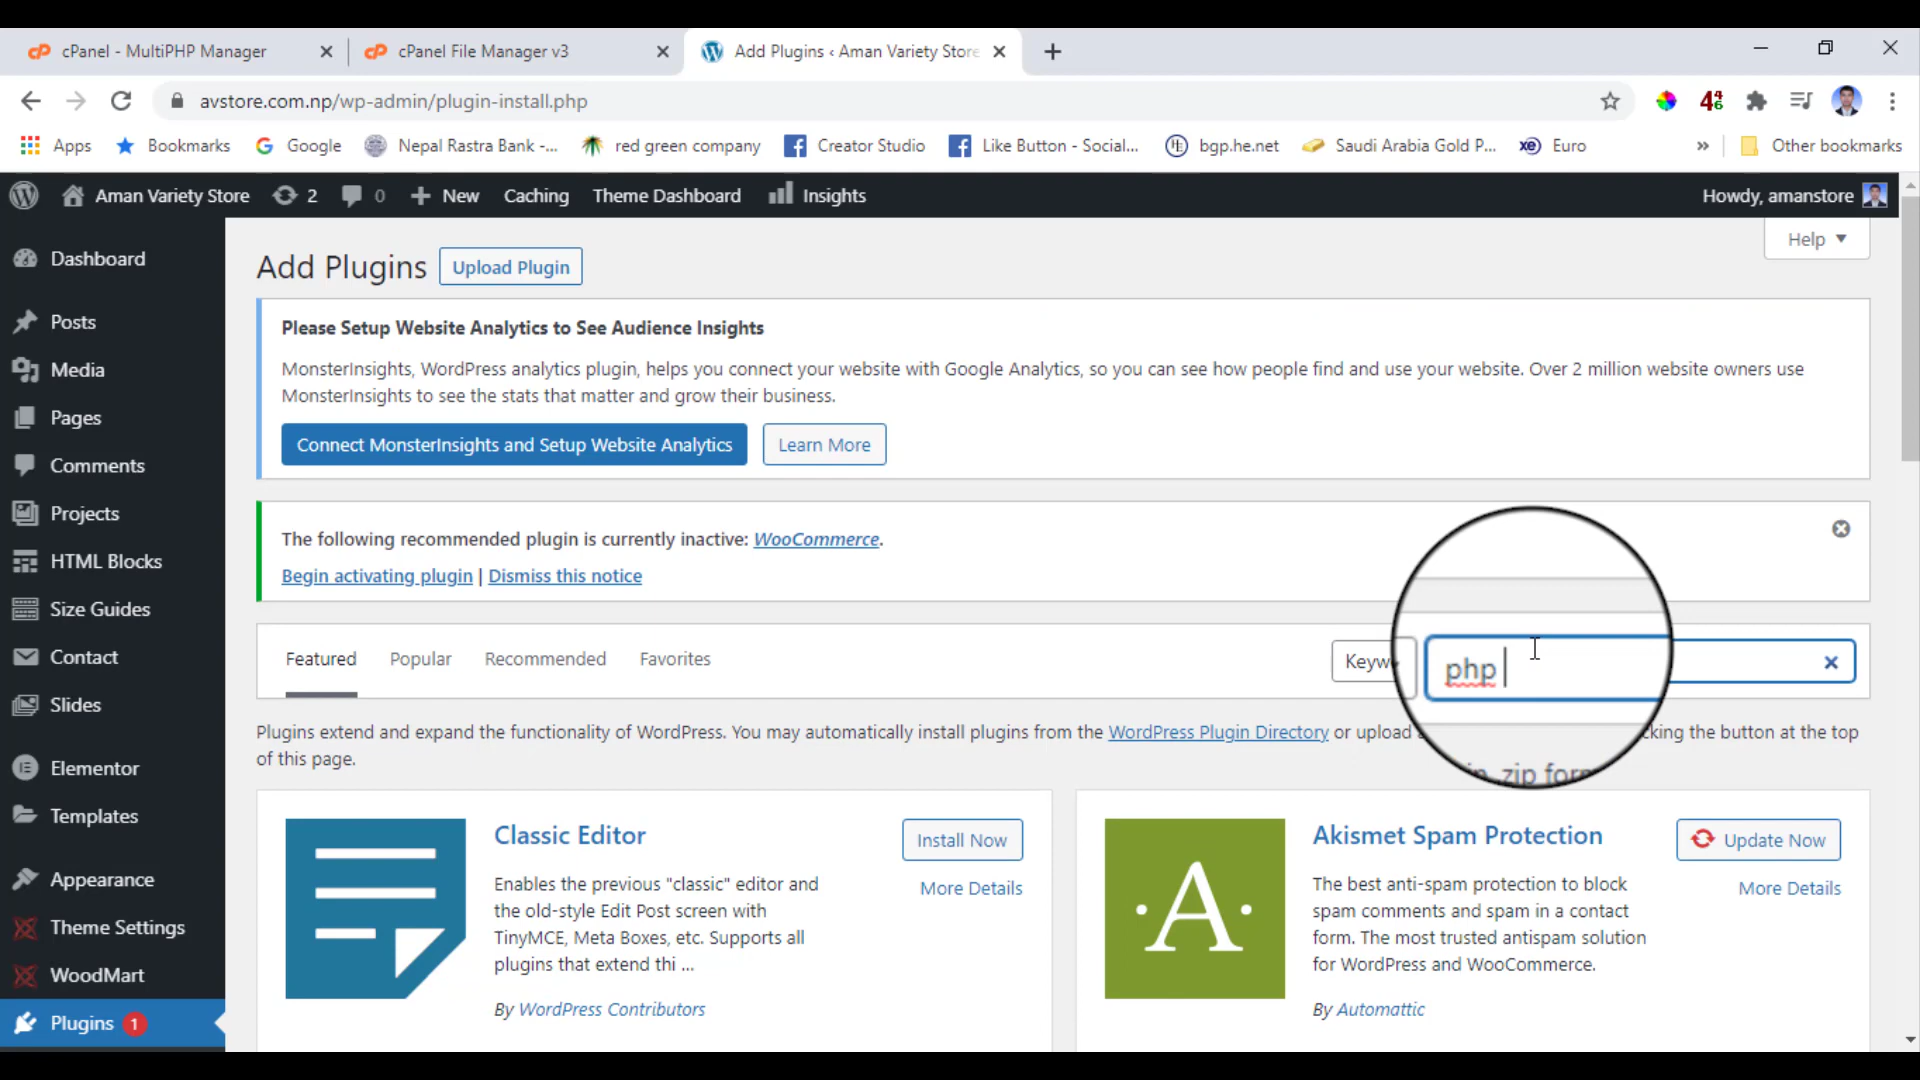 cPanel - MultiPHP Manager
cPanel File Manager v3
Add Plugins ‹ Aman Variety Store
avstore.com.np/wp-admin/plugin-install.php
Apps
Bookmarks
Google
Nepal Rastra Bank -...
red green company
Creator Studio
Like Button - Social...
bgp.he.net
Saudi Arabia Gold P...
Euro
Other bookmarks
Aman Variety Store
2
0
New
Caching
Theme Dashboard
Insights
Howdy, amanstore
Help
Dashboard
Posts
Media
Pages
Comments
Projects
HTML Blocks
Size Guides
Contact
Slides
Elementor
Templates
Appearance
Theme Settings
WoodMart
Plugins 1
Add Plugins
Upload Plugin
Please Setup Website Analytics to See Audience Insights
MonsterInsights, WordPress analytics plugin, helps you connect your website with Google Analytics, so you can see how people find and use your website. Over 2 million website owners use
MonsterInsights to see the stats that matter and grow their business.
Connect MonsterInsights and Setup Website Analytics
Learn More
The following recommended plugin is currently inactive: WooCommerce.
Begin activating plugin | Dismiss this notice
Featured
Popular
Recommended
Favorites
Keyw
php
Plugins extend and expand the functionality of WordPress. You may automatically install plugins from the WordPress Plugin Directory or upload a
king the button at the top
of this page.
in .zip for
Classic Editor
Install Now
More Details
Enables the previous "classic" editor and
the old-style Edit Post screen with
TinyMCE, Meta Boxes, etc. Supports all
plugins that extend thi ...
By WordPress Contributors
Akismet Spam Protection
Update Now
More Details
The best anti-spam protection to block
spam comments and spam in a contact
form. The most trusted antispam solution
for WordPress and WooCommerce.
By Automattic